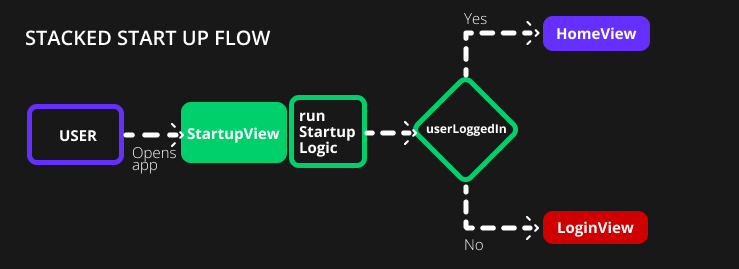 STACKED START UP FLOW
Yes
HomeView
USER
Opens
app
StartupView
run
Startup
Logic
userLoggedIn
No
LoginView